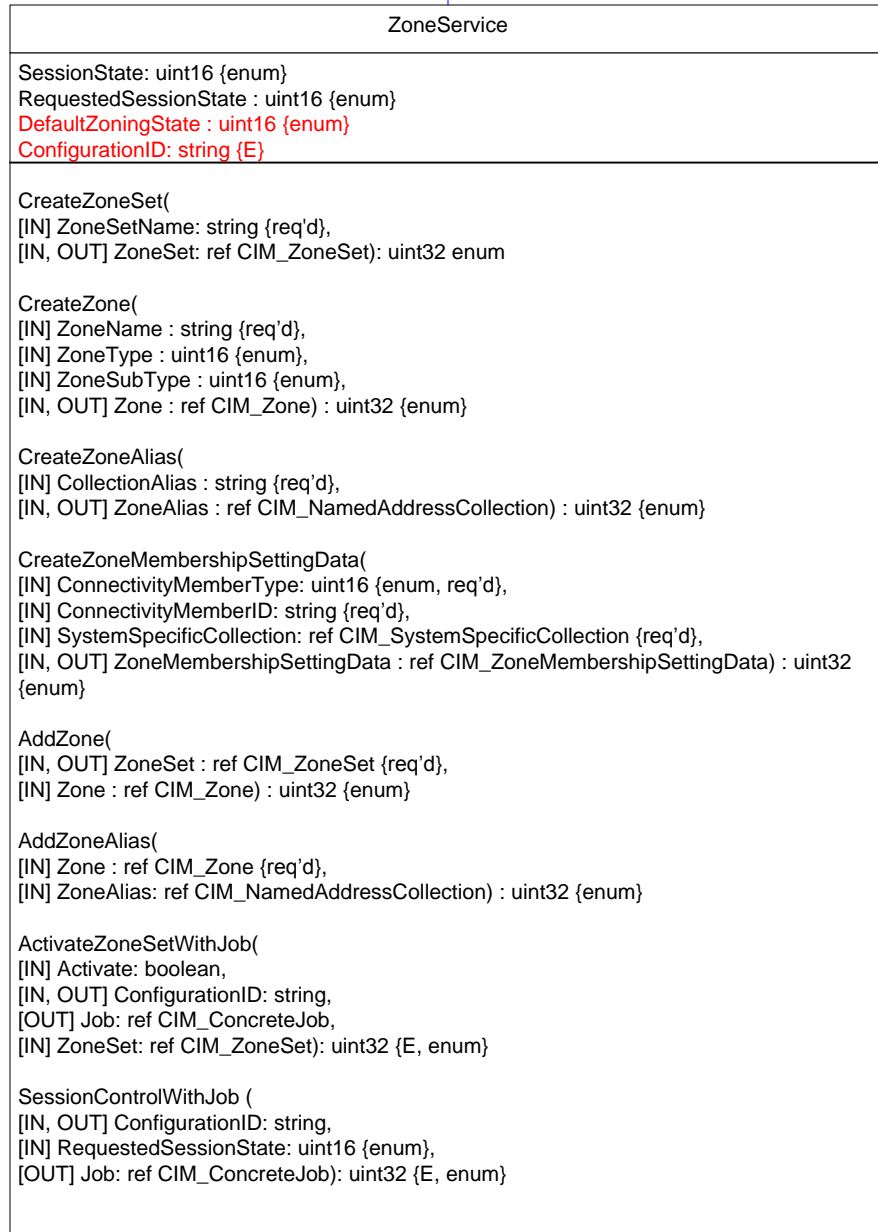 ZoneService
SessionState: uint16 {enum}
RequestedSessionState : uint16 {enum}
DefaultZoningState : uint16 {enum}
ConfigurationID: string {E}
CreateZoneSet(
[IN] ZoneSetName: string {req'd},
[IN, OUT] ZoneSet: ref CIM_ZoneSet): uint32 enum
CreateZone(
[IN] ZoneName : string {req’d},
[IN] ZoneType : uint16 {enum},
[IN] ZoneSubType : uint16 {enum},
[IN, OUT] Zone : ref CIM_Zone) : uint32 {enum}
CreateZoneAlias(
[IN] CollectionAlias : string {req’d},
[IN, OUT] ZoneAlias : ref CIM_NamedAddressCollection) : uint32 {enum}
CreateZoneMembershipSettingData(
[IN] ConnectivityMemberType: uint16 {enum, req’d},
[IN] ConnectivityMemberID: string {req’d},
[IN] SystemSpecificCollection: ref CIM_SystemSpecificCollection {req’d},
[IN, OUT] ZoneMembershipSettingData : ref CIM_ZoneMembershipSettingData) : uint32
{enum}
AddZone(
[IN, OUT] ZoneSet : ref CIM_ZoneSet {req’d},
[IN] Zone : ref CIM_Zone) : uint32 {enum}
AddZoneAlias(
[IN] Zone : ref CIM_Zone {req’d},
[IN] ZoneAlias: ref CIM_NamedAddressCollection) : uint32 {enum}
ActivateZoneSetWithJob(
[IN] Activate: boolean,
[IN, OUT] ConfigurationID: string,
[OUT] Job: ref CIM_ConcreteJob,
[IN] ZoneSet: ref CIM_ZoneSet): uint32 {E, enum}
SessionControlWithJob (
[IN, OUT] ConfigurationID: string,
[IN] RequestedSessionState: uint16 {enum},
[OUT] Job: ref CIM_ConcreteJob): uint32 {E, enum}